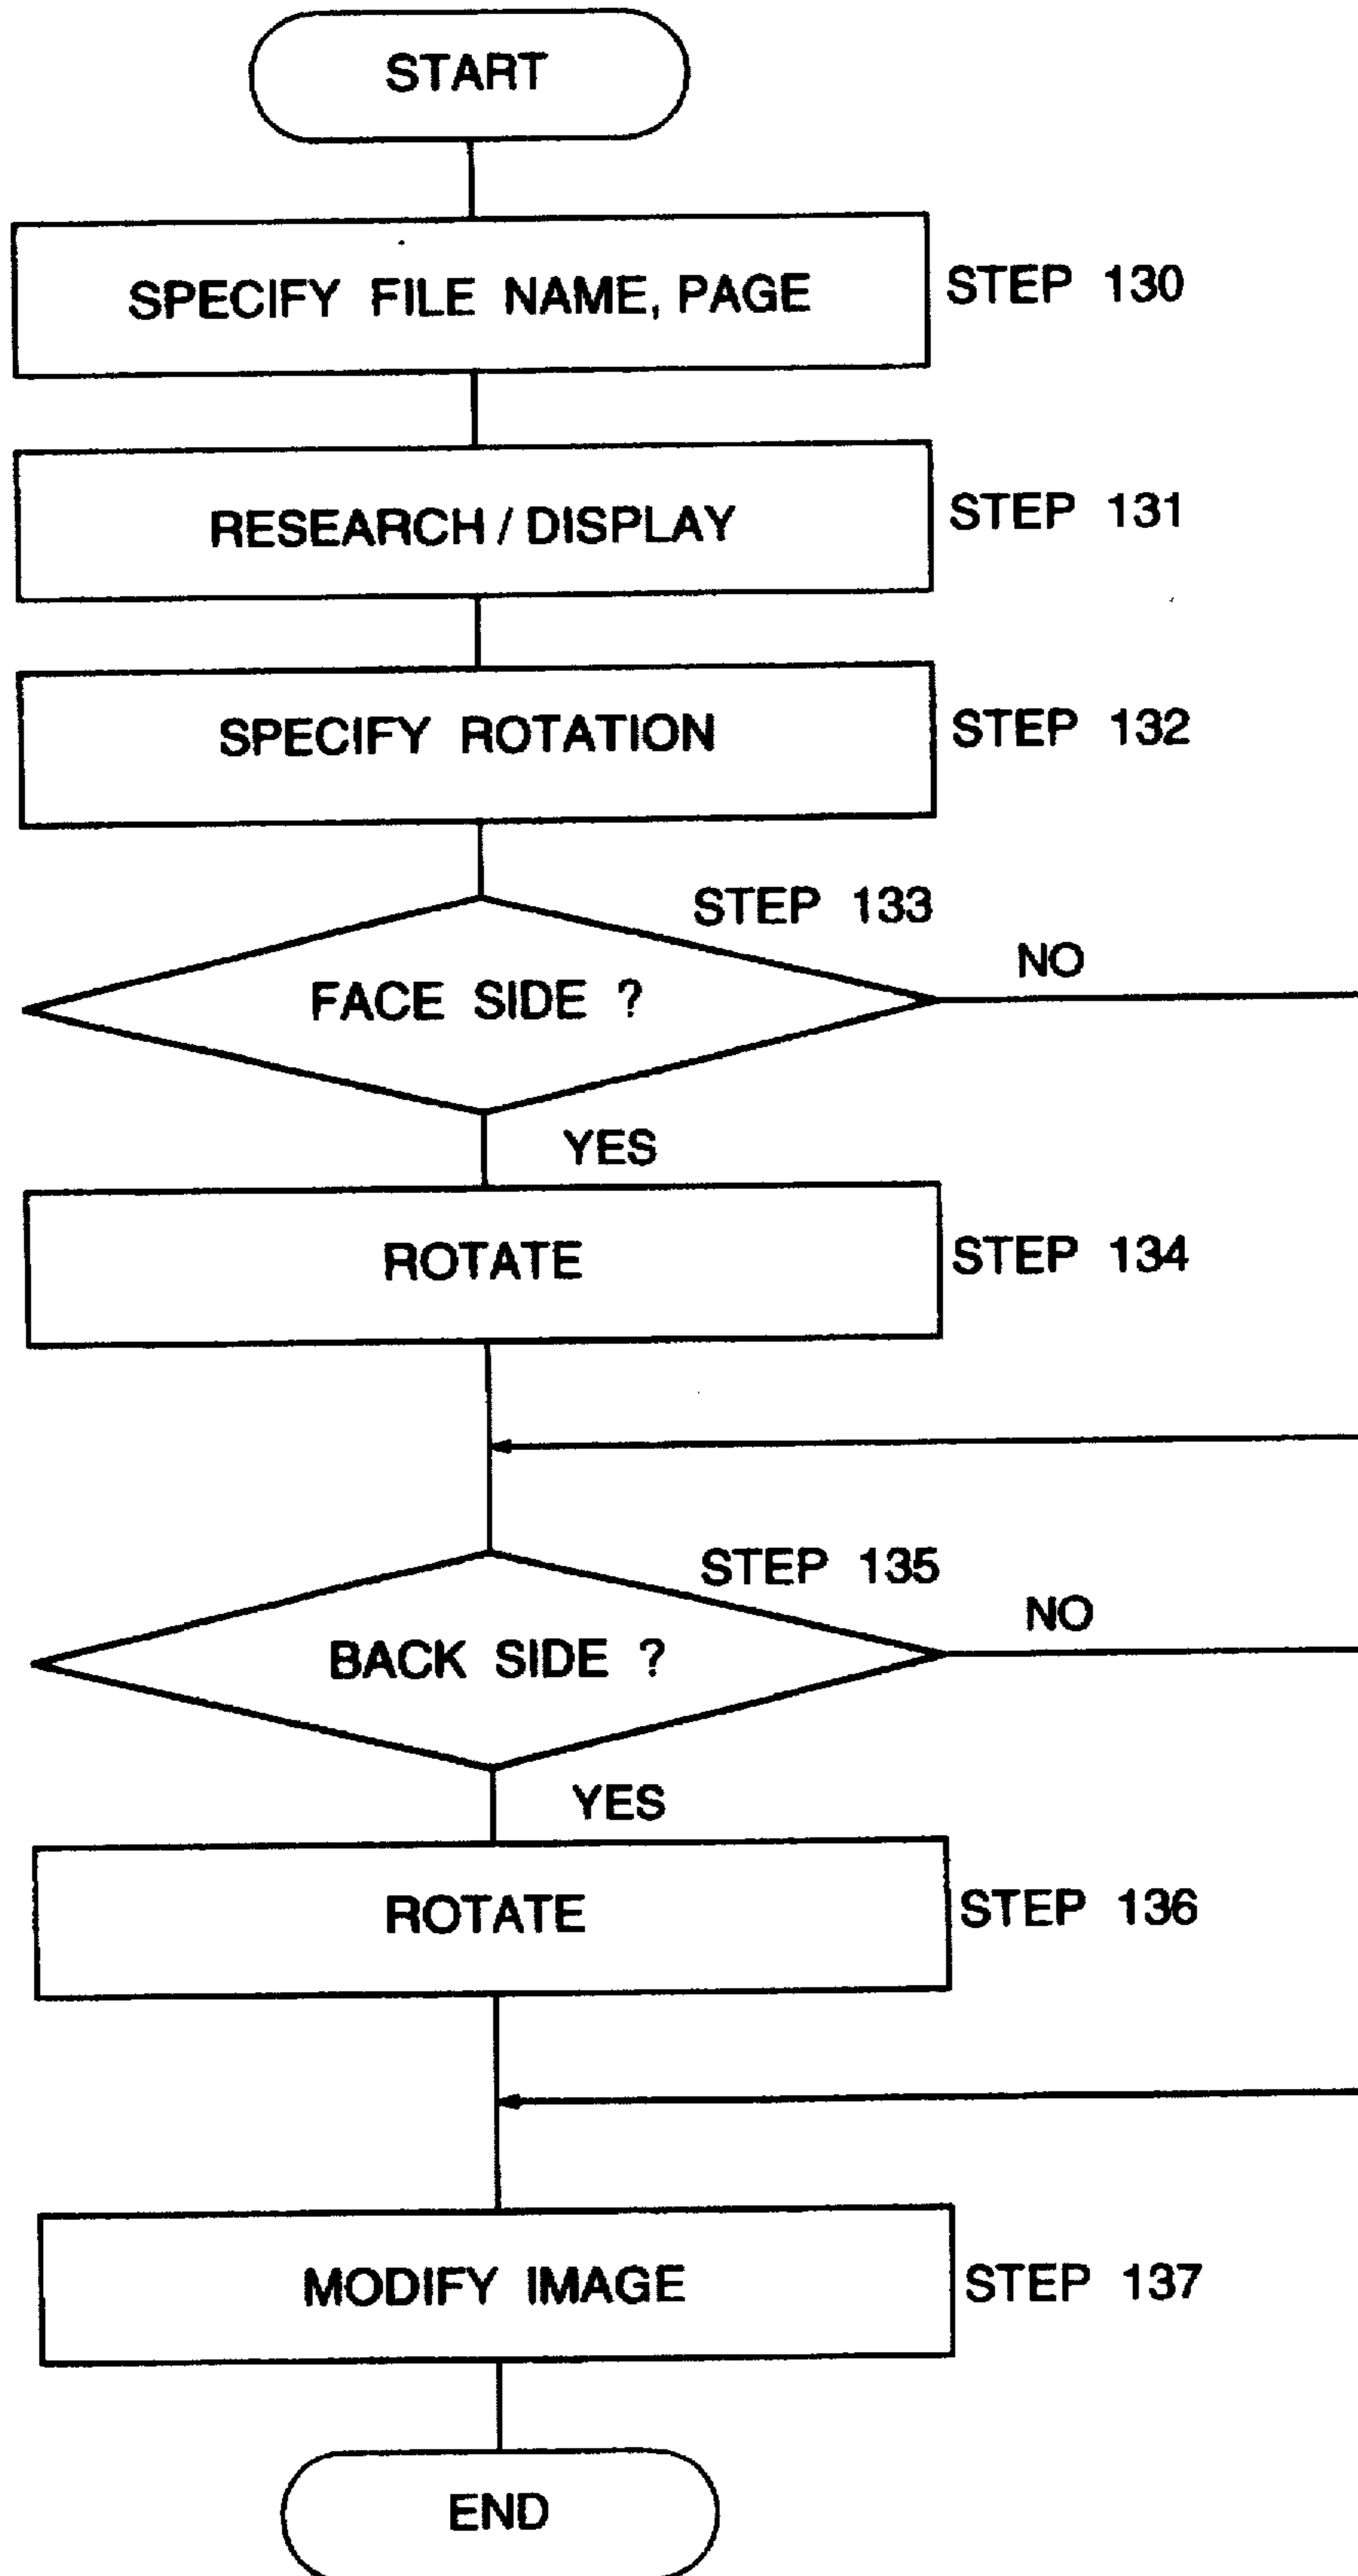 START
SPECIFY FILE NAME, PAGE
STEP 130
RESEARCH / DISPLAY
STEP 131
SPECIFY ROTATION
STEP 132
STEP 133
FACE SIDE ?
NO
YES
ROTATE
STEP 134
STEP 135
BACK SIDE ?
NO
YES
ROTATE
STEP 136
MODIFY IMAGE
STEP 137
END